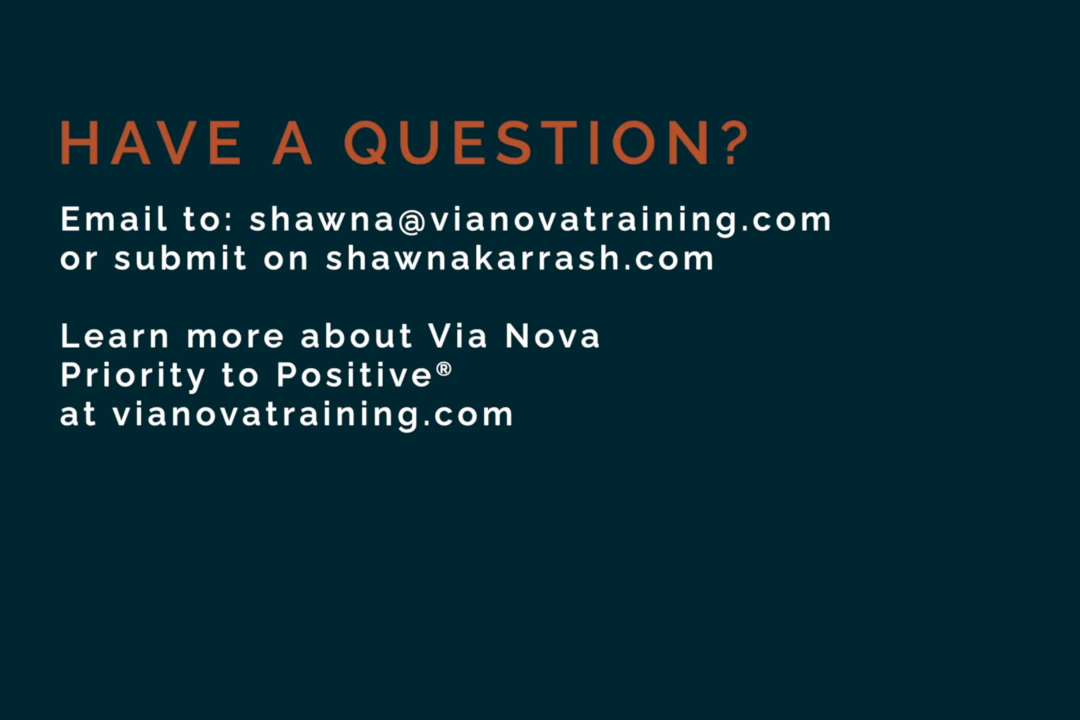 HAVE A QUESTION?
Email to: shawna@vianovatraining.com
or submit on shawnakarrash.com
Learn more about Via Nova
Priority to Positive®
at vianovatraining.com